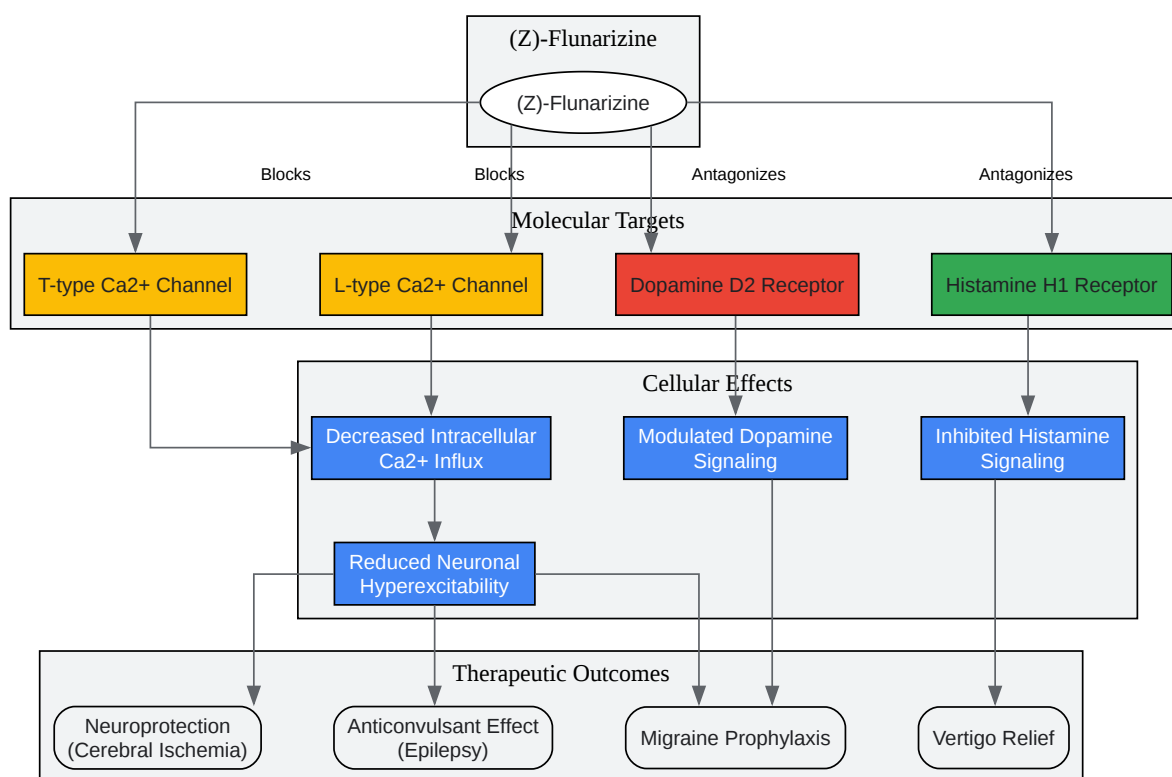 (Z)-Flunarizine
(Z)-Flunarizine
Blocks
Blocks
Antagonizes
Antagonizes
Molecular Targets
T-type Ca2+ Channel
L-type Ca2+ Channel
Dopamine D2 Receptor
Histamine H1 Receptor
Cellular Effects
Decreased Intracellular
Ca2+ Influx
Modulated Dopamine
Signaling
Inhibited Histamine
Signaling
Reduced Neuronal
Hyperexcitability
Therapeutic Outcomes
Neuroprotection
(Cerebral Ischemia)
Anticonvulsant Effect
(Epilepsy)
Migraine Prophylaxis
Vertigo Relief